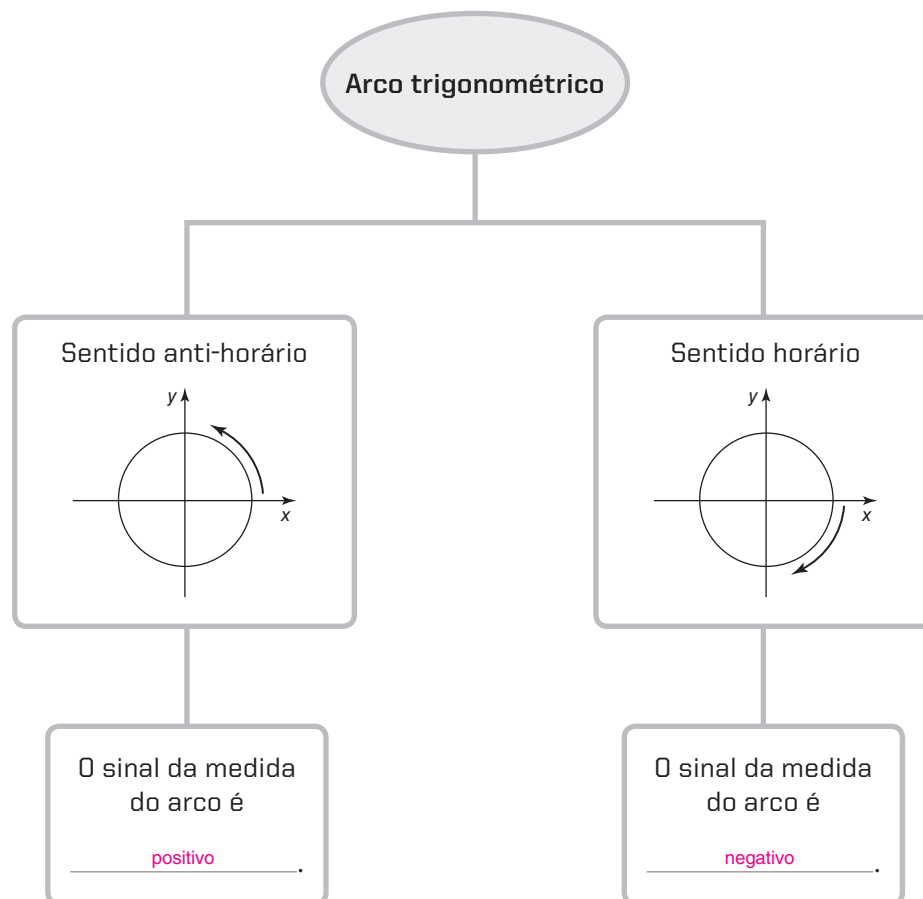 Arco trigonométrico
Sentido anti-horário
y
x
O sinal da medida
do arco é
positivo.
Sentido horário
y
x
O sinal da medida
do arco é
negativo.